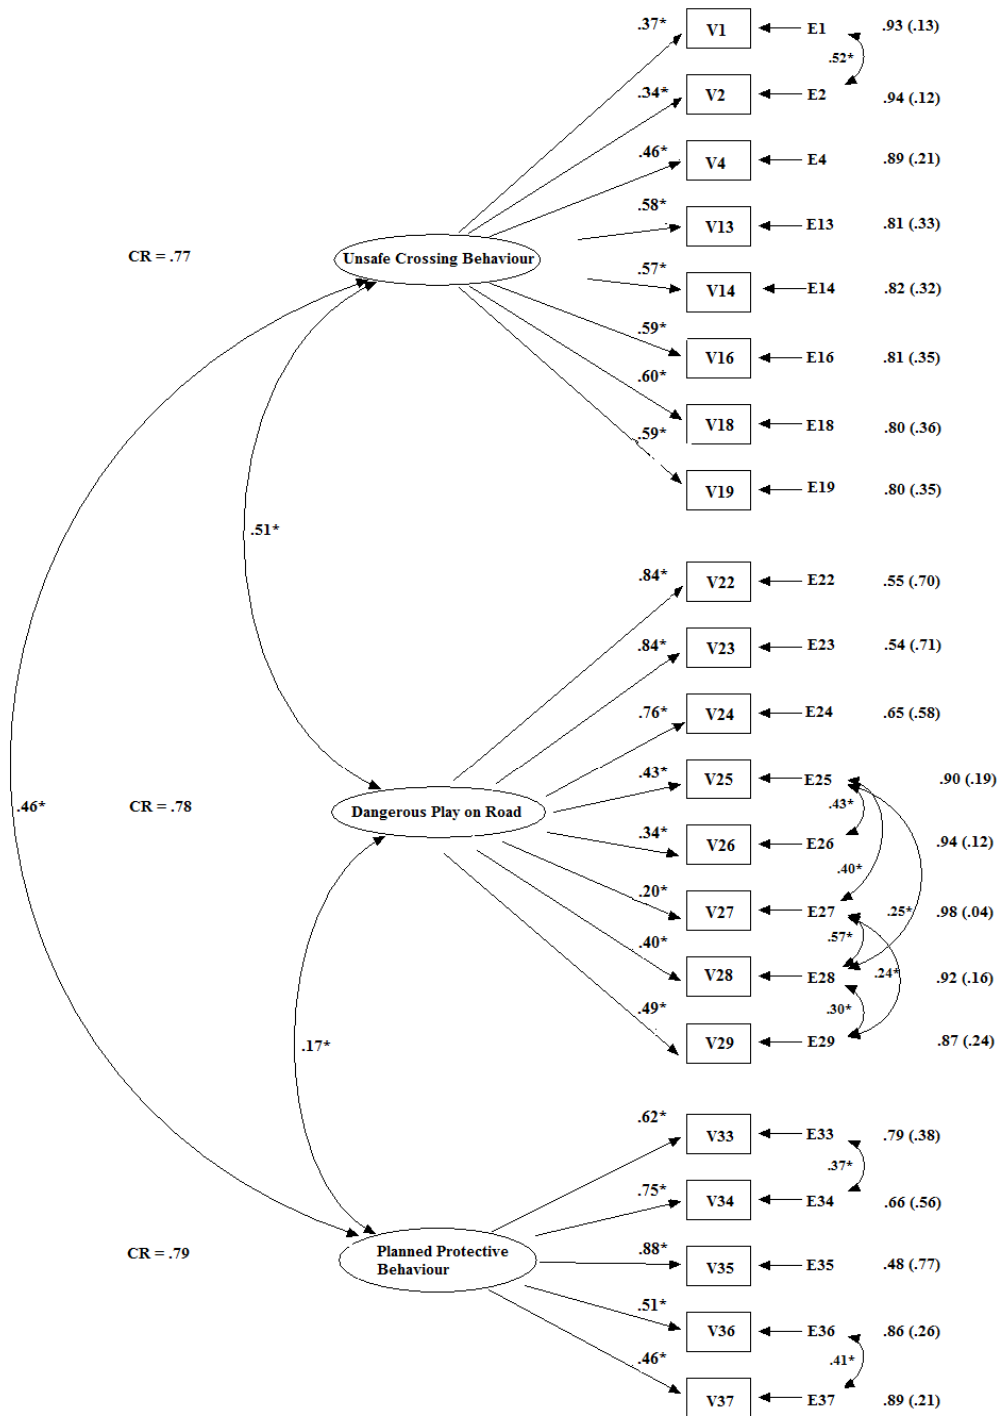 .37* V1 E1 .93 (.13)
.52*
.34* V2 E2 .94 (.12)
.46* V4 E4 .89 (.21)
.58* V13 E13 .81 (.33)
CR = .77 Unsafe Crossing Behaviour
.57* V14 E14 .82 (.32)
.59* V16 E16 .81 (.35)
.60* V18 E18 .80 (.36)
.59* V19 E19 .80 (.35)
.51*
.84* V22 E22 .55 (.70)
.84* V23 E23 .54 (.71)
.76* V24 E24 .65 (.58)
.43* V25 E25 .90 (.19)
.46* CR = .78 Dangerous Play on Road .43*
.34* V26 E26 .94 (.12)
.40*
.20* V27 E27 .25* .98 (.04)
.57*
.40* V28 E28 .24* .92 (.16)
.30*
.49* V29 E29 .87 (.24)
.17*
.62* V33 E33 .79 (.38)
.37*
.75* V34 E34 .66 (.56)
CR = .79 Planned Protective
Behaviour
.88* V35 E35 .48 (.77)
.51* V36 E36 .86 (.26)
.41*
.46* V37 E37 .89 (.21)